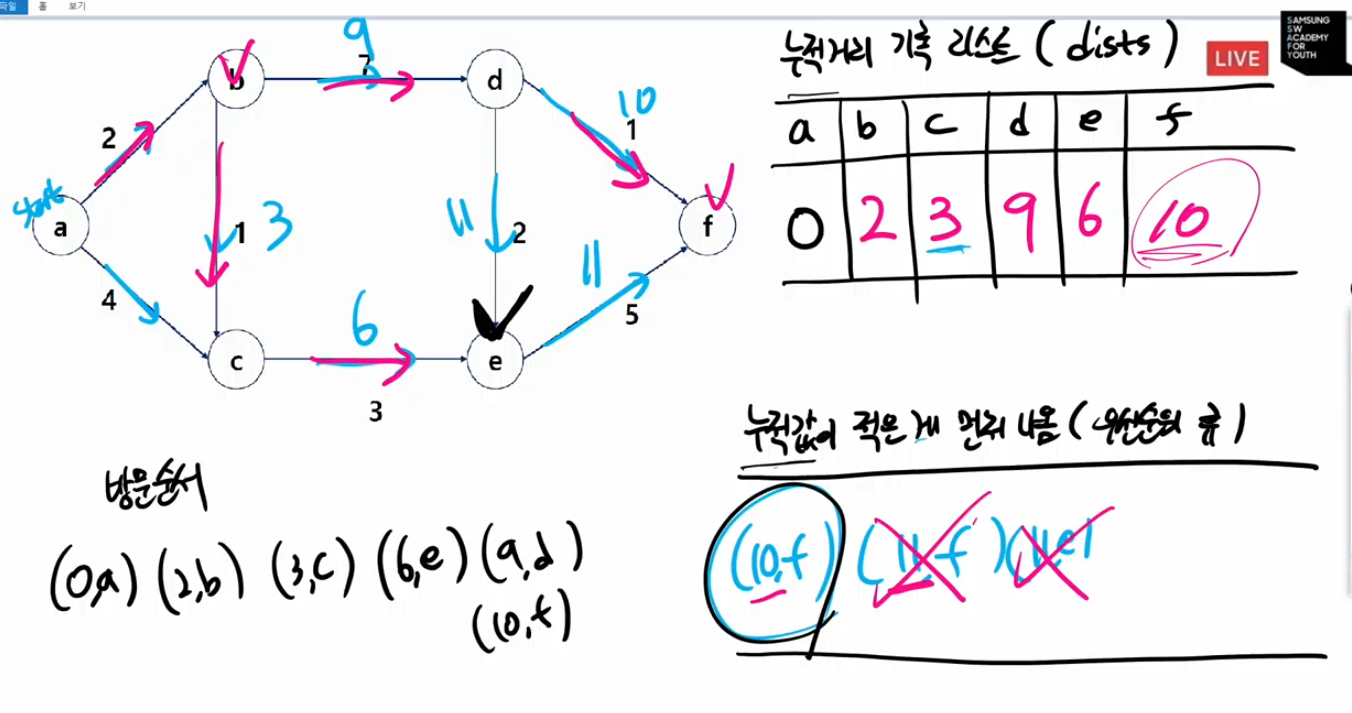 파일 홈 보기
누적거리 기록 리스트 (dists)
LIVE
SAMSUNG
SW
ACADEMY
FOR
YOUTH
a b c d e f
0 2 3 9 6 10
9
b 7 d
2 10
1
start
a 1 3 11 2 f
11
4 6 5
c e
3
누적값이 적은 게 먼저 나옴 (우선순위 큐)
(10,f) (11,f) (11,e)
방문순서
(0,a) (2,b) (3,c) (6,e) (9,d)
(10,f)